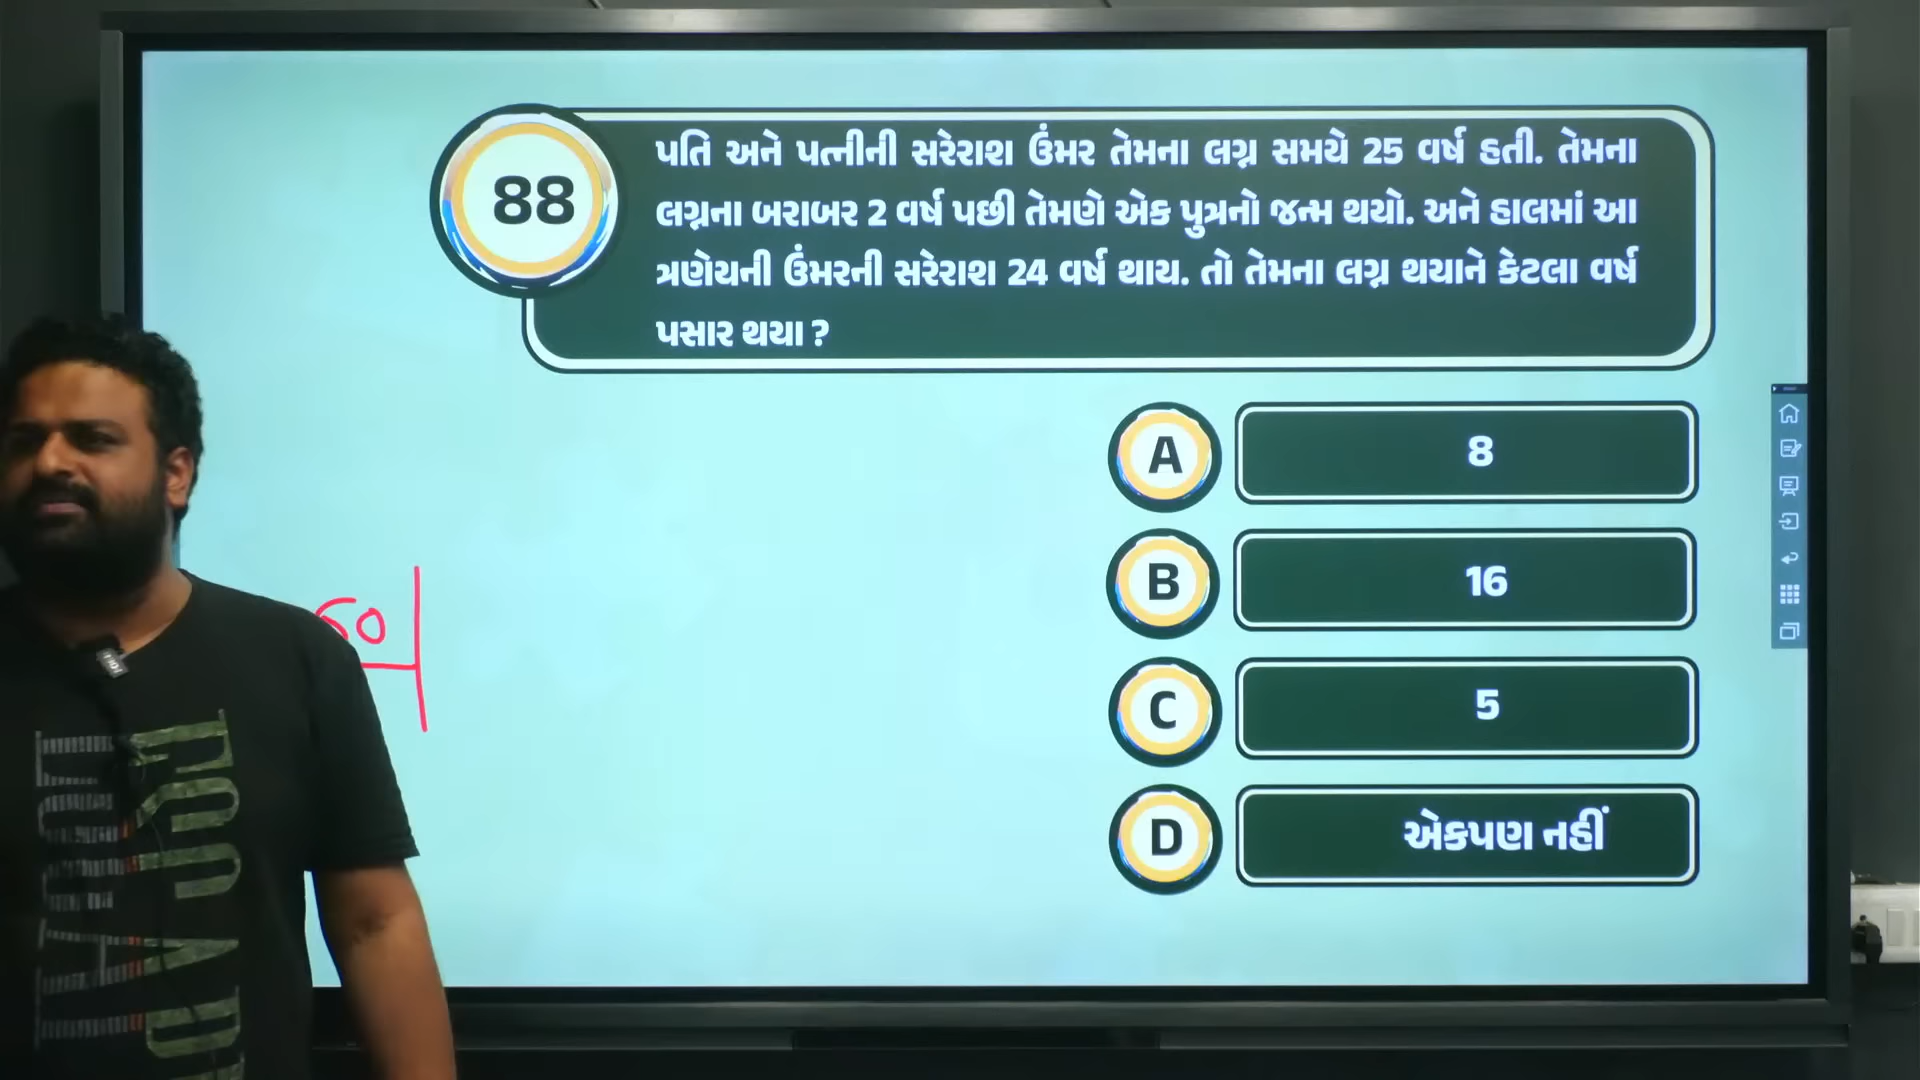 88
પતિ અને પત્નીની સરેરાશ ઉંમર તેમના લગ્ન સમયે 25 વર્ષ હતી. તેમના
લગ્નના બરાબર 2 વર્ષ પછી તેમણે એક પુત્રનો જન્મ થયો. અને હાલમાં આ
ત્રણેયની ઉંમરની સરેરાશ 24 વર્ષ થાય. તો તેમના લગ્ન થયાને કેટલા વર્ષ
પસાર થયા ?
A 8
B 16
C 5
D એકપણ નહીં
50